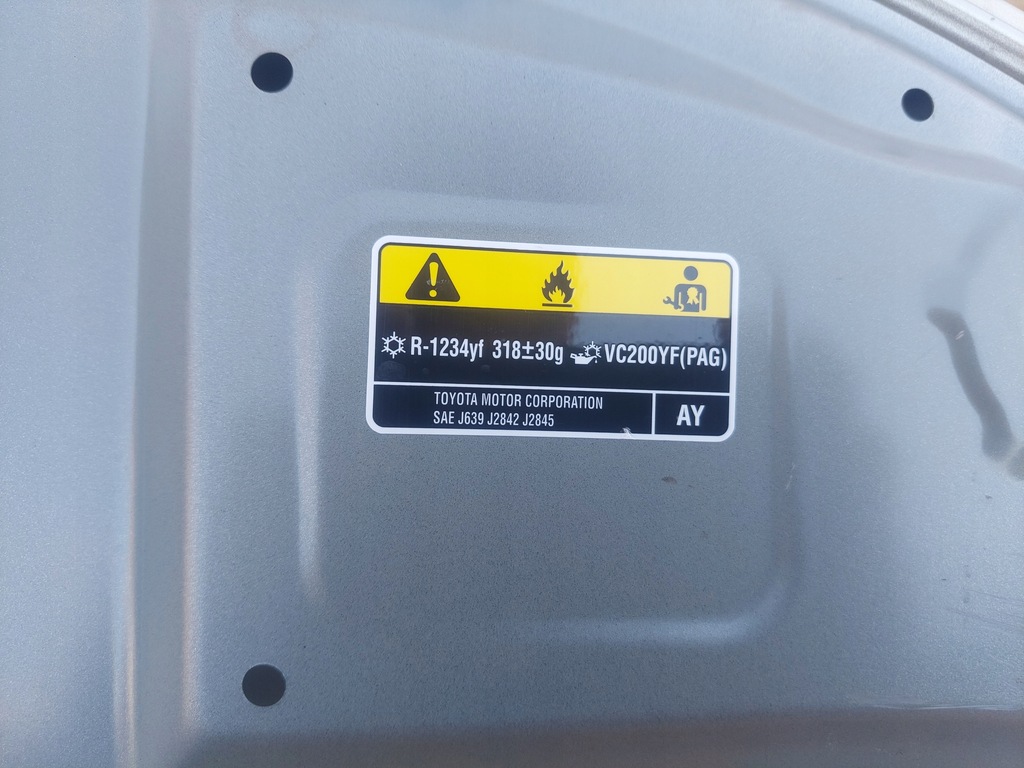 R-1234yf 318±30g VC200YF(PAG)
TOYOTA MOTOR CORPORATION
SAE J639 J2842 J2845
AY